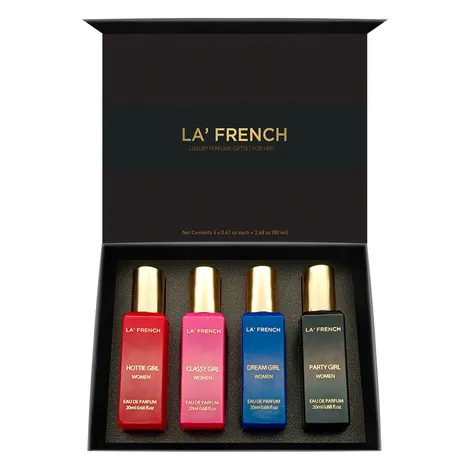 LA' FRENCH
LUXURY PERFUME GIFTSET FOR HER
Net Contents 4 x 0.67 oz each = 2.68 oz (80 ml)
LA' FRENCH
HOTTIE GIRL
WOMEN
EAU DE PARFUM
20ml 0.68 fl.oz
LA' FRENCH
CLASSY GIRL
WOMEN
EAU DE PARFUM
20ml 0.68 fl.oz
LA' FRENCH
DREAM GIRL
WOMEN
EAU DE PARFUM
20ml 0.68 fl.oz
LA' FRENCH
PARTY GIRL
WOMEN
EAU DE PARFUM
20ml 0.68 fl.oz